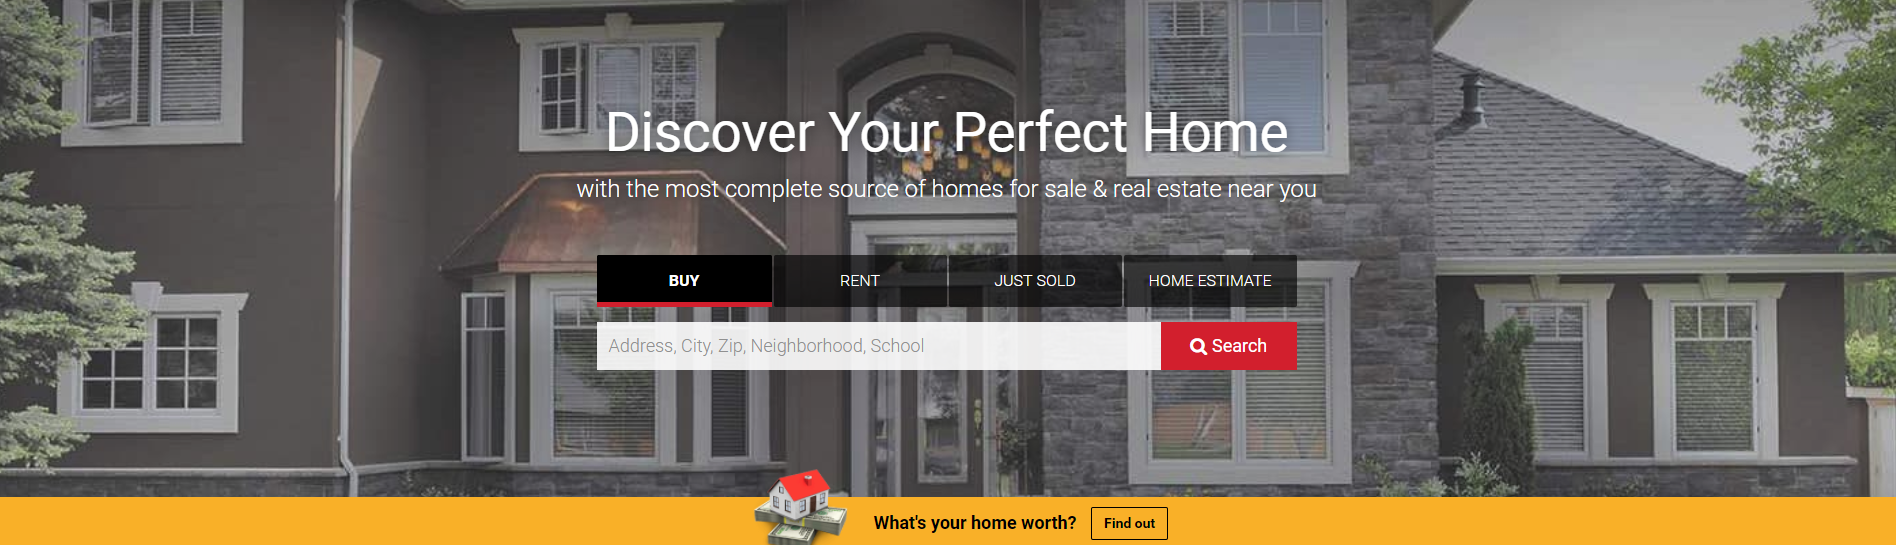 Discover Your Perfect Home
with the most complete source of homes for sale & real estate near you
BUY RENT JUST SOLD HOME ESTIMATE
Address, City, Zip, Neighborhood, School Search
What's your home worth? Find out